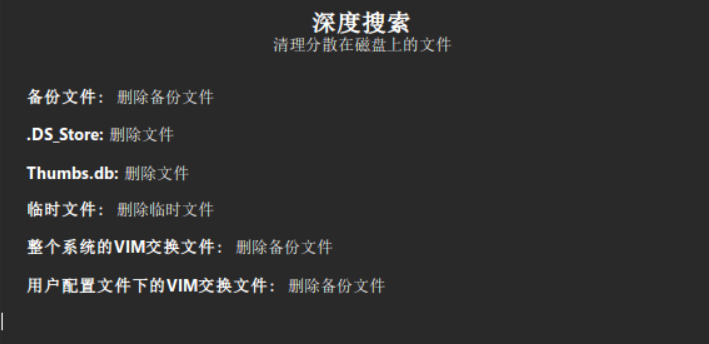 深度搜索
清理分散在磁盘上的文件
备份文件： 删除备份文件
.DS_Store: 删除文件
Thumbs.db: 删除文件
临时文件： 删除临时文件
整个系统的VIM交换文件： 删除备份文件
用户配置文件下的VIM交换文件： 删除备份文件